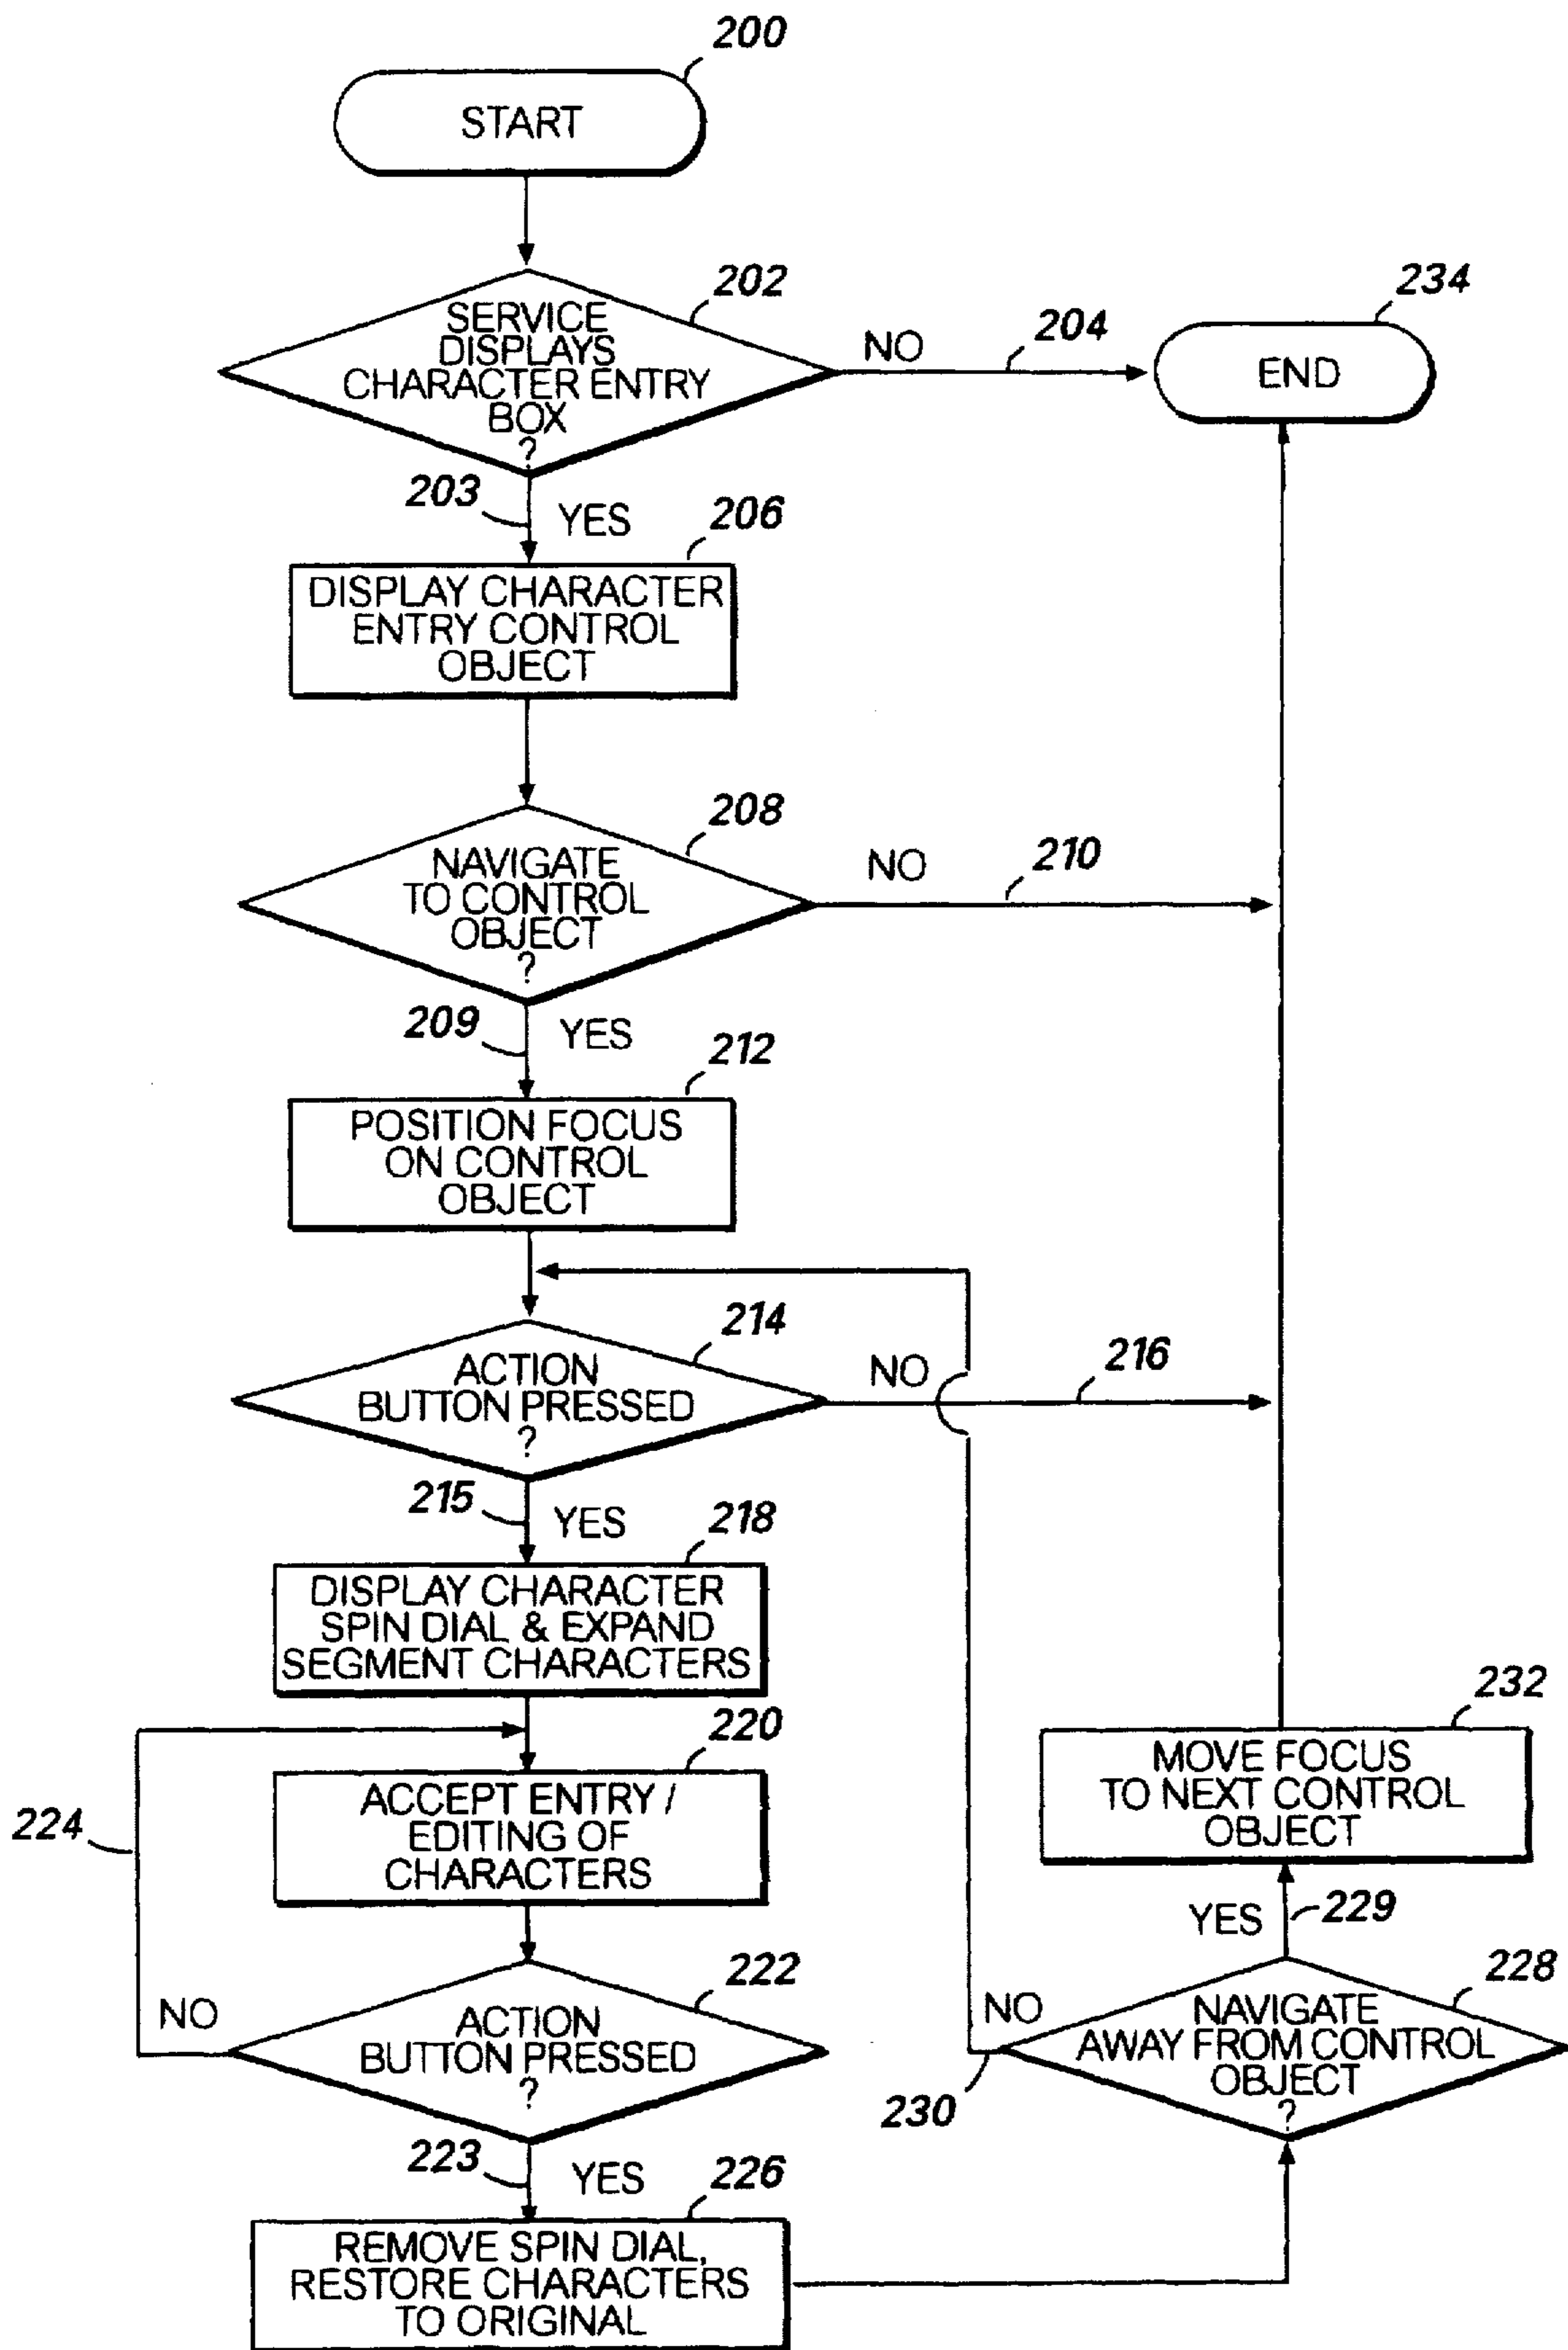 200
START
202
SERVICE
DISPLAYS
CHARACTER ENTRY
BOX
?
NO
204
234
END
203
YES
206
DISPLAY CHARACTER
ENTRY CONTROL
OBJECT
208
NAVIGATE
TO CONTROL
OBJECT
?
NO
210
209
YES
212
POSITION FOCUS
ON CONTROL
OBJECT
214
ACTION
BUTTON PRESSED
?
NO
216
215
YES
218
DISPLAY CHARACTER
SPIN DIAL & EXPAND
SEGMENT CHARACTERS
220
ACCEPT ENTRY /
EDITING OF
CHARACTERS
224
222
ACTION
BUTTON PRESSED
?
NO
223
YES
226
REMOVE SPIN DIAL,
RESTORE CHARACTERS
TO ORIGINAL
228
NAVIGATE
AWAY FROM CONTROL
OBJECT
?
NO
230
YES
229
232
MOVE FOCUS
TO NEXT CONTROL
OBJECT